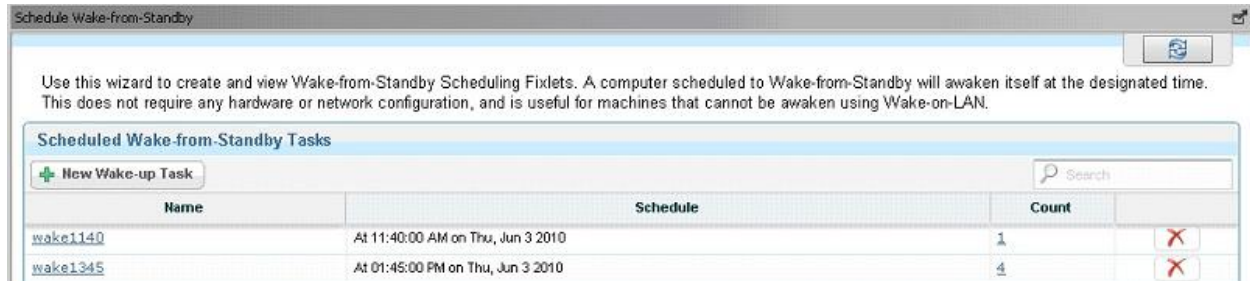 Schedule Wake-from-Standby
Use this wizard to create and view Wake-from-Standby Scheduling Fixlets. A computer scheduled to Wake-from-Standby will awaken itself at the designated time.
This does not require any hardware or network configuration, and is useful for machines that cannot be awaken using Wake-on-LAN.
Scheduled Wake-from-Standby Tasks
New Wake-up Task
Search
Name Schedule Count
wake1140 At 11:40:00 AM on Thu, Jun 3 2010 1
wake1345 At 01:45:00 PM on Thu, Jun 3 2010 4